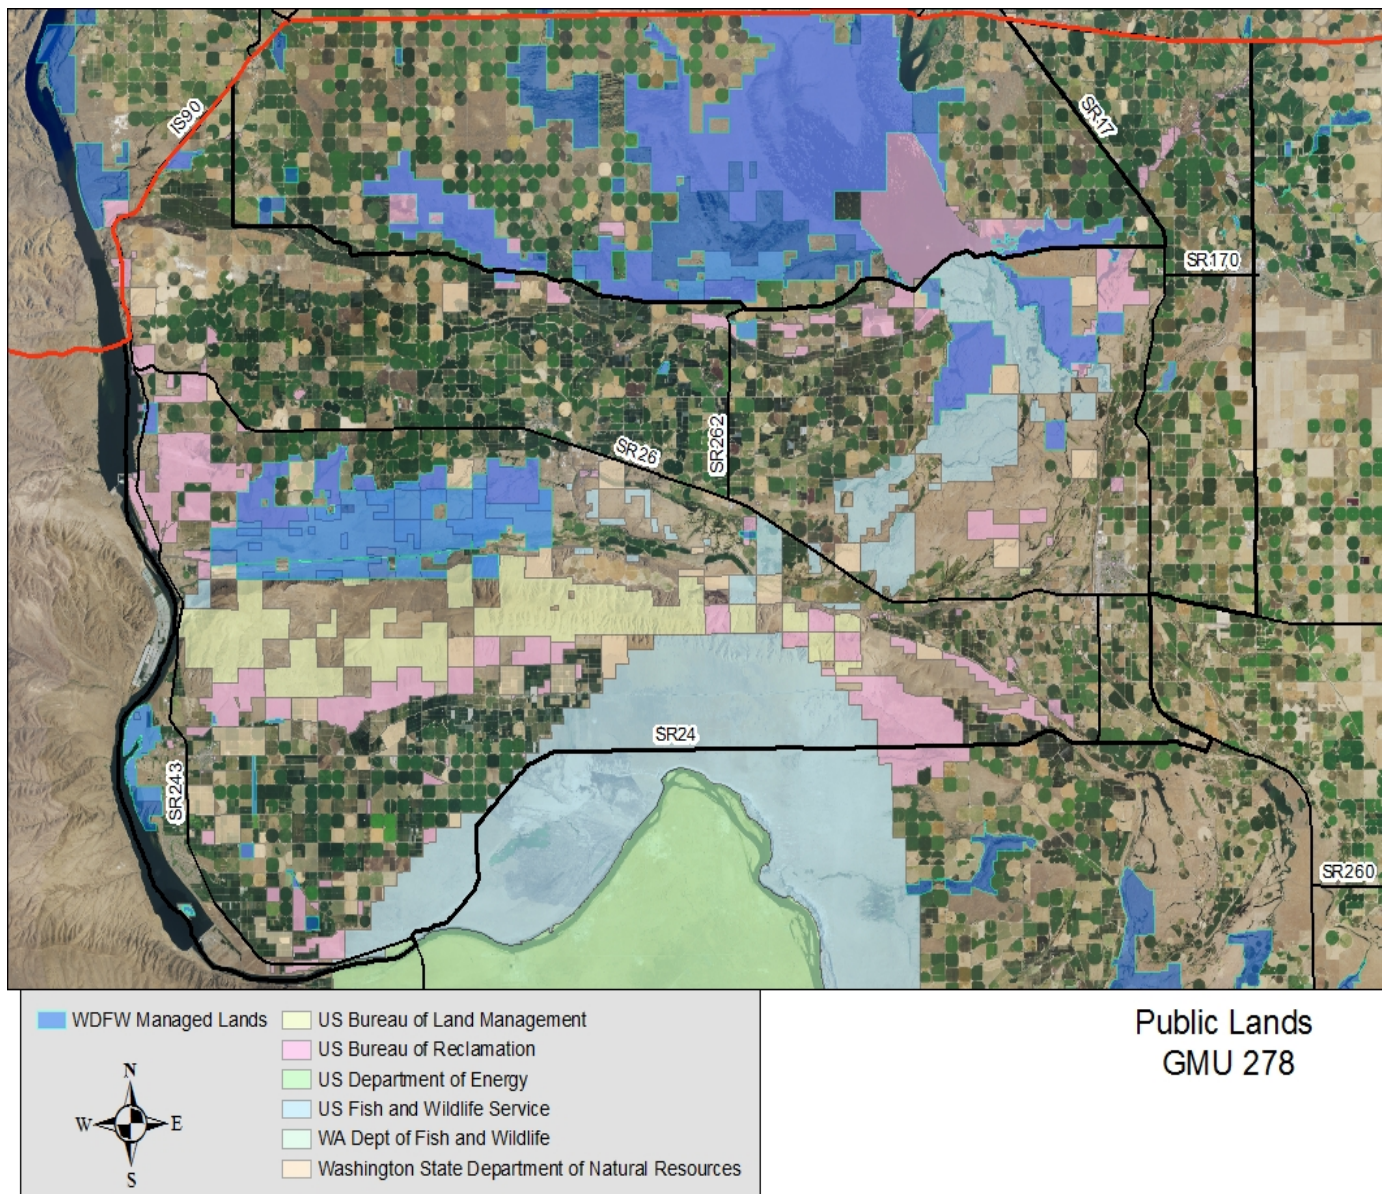 IS90
SR17
SR170
SR262
SR26
SR24
SR243
SR260
WDFW Managed Lands
US Bureau of Land Management
US Bureau of Reclamation
US Department of Energy
US Fish and Wildlife Service
WA Dept of Fish and Wildlife
Washington State Department of Natural Resources
N
W E
S
Public Lands
GMU 278